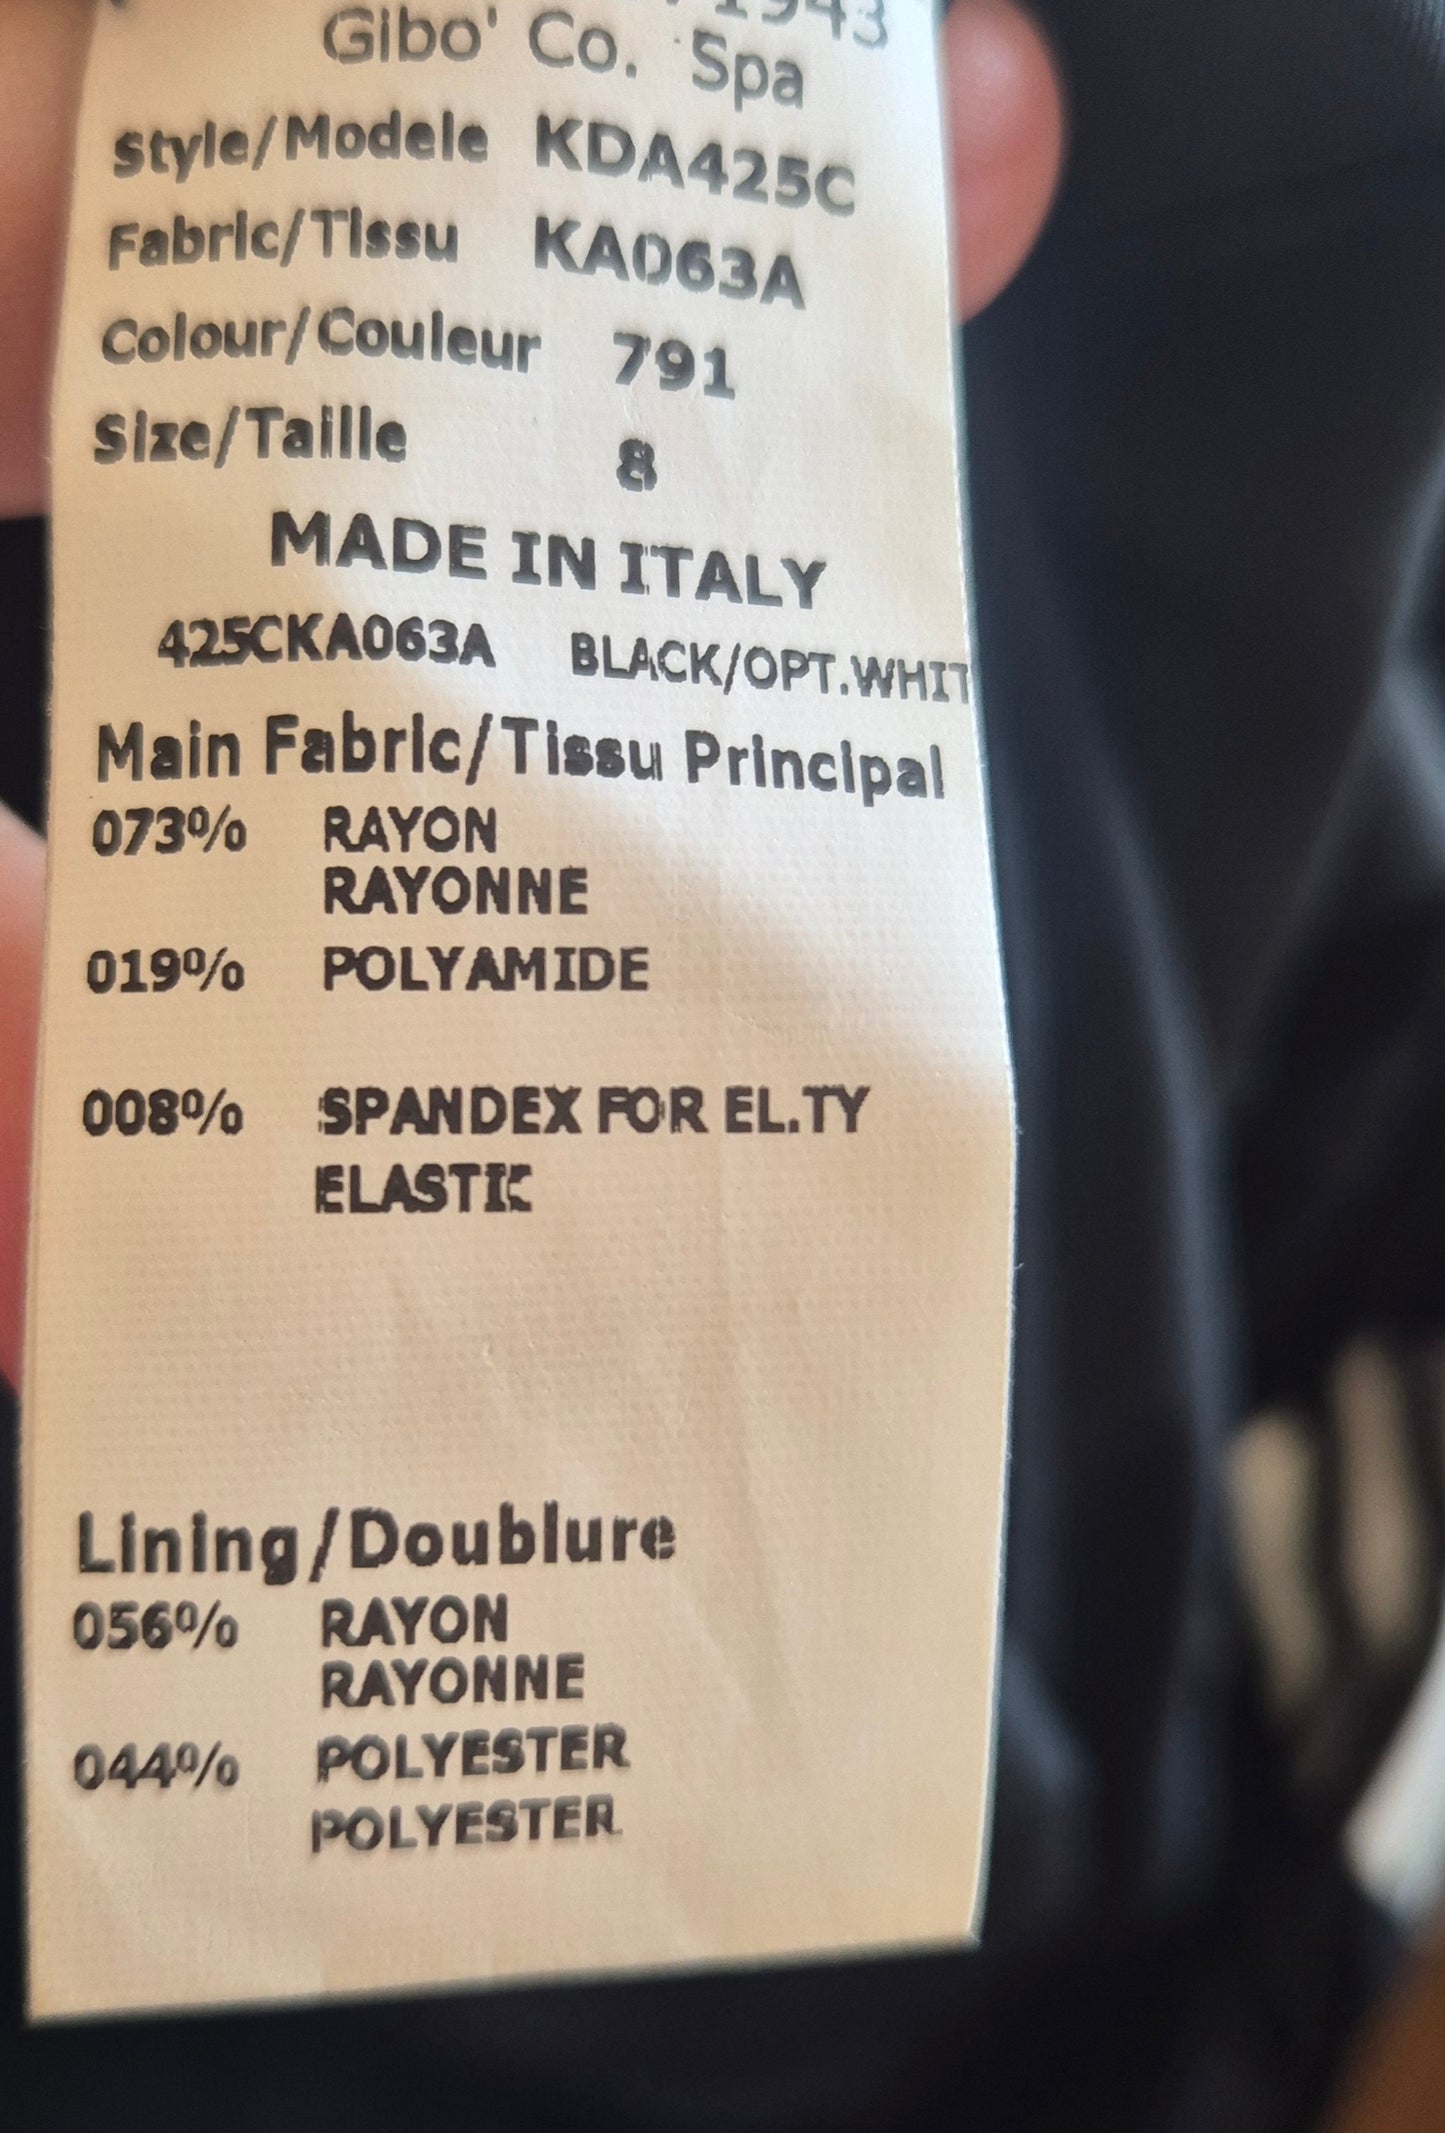 1943
Gibo' Co. Spa
Style/Modele KDA425C
Fabric/Tissu KA063A
Colour/Couleur 791
Size/Taille 8
MADE IN ITALY
425CKA063A BLACK/OPT.WHIT
Main Fabric/Tissu Principal
073% RAYON
RAYONNE
019% POLYAMIDE
008% SPANDEX FOR EL.TY
ELASTIC
Lining/Doublure
056% RAYON
RAYONNE
044% POLYESTER
POLYESTER